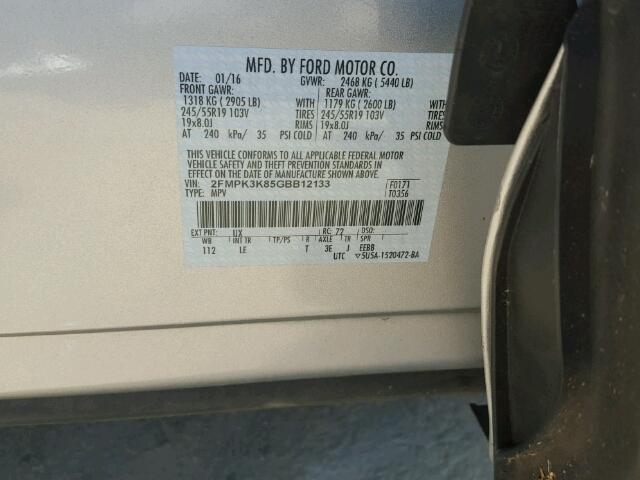 MFD. BY FORD MOTOR CO.
DATE: 01/16 GVWR: 2468 KG ( 5440 LB)
FRONT GAWR: REAR GAWR:
1318 KG ( 2905 LB) WITH 1179 KG ( 2600 LB) WITH
245/55R19 103V TIRES 245/55R19 103V TIRES
19x8.0J RIMS 19x8.0J RIMS
AT 240 kPa/ 35 PSI COLD AT 240 kPa/ 35 PSI COLD
THIS VEHICLE CONFORMS TO ALL APPLICABLE FEDERAL MOTOR
VEHICLE SAFETY AND BUMPER AND THEFT PREVENTION STANDARDS IN
EFFECT ON THE DATE OF MANUFACTURE SHOWN ABOVE.
VIN: 2FMPK3K85GBB12133 F0171
TYPE: MPV T0356
EXT PNT: UX RC: 72 DSO:
WB INT TR TP/PS R AXLE TR SPR
112 LE T 3E J EEBB
UTC ▽5U5A-1520472-BA